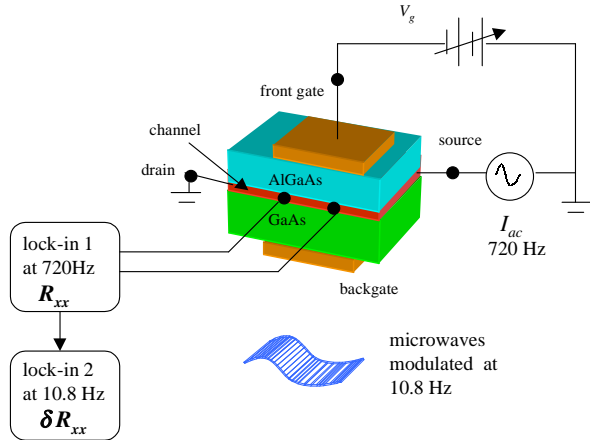 V_g
front gate
channel
source
drain
AlGaAs
GaAs
I_ac
720 Hz
lock-in 1
at 720Hz
R_xx
backgate
microwaves
modulated at
10.8 Hz
lock-in 2
at 10.8 Hz
δR_xx